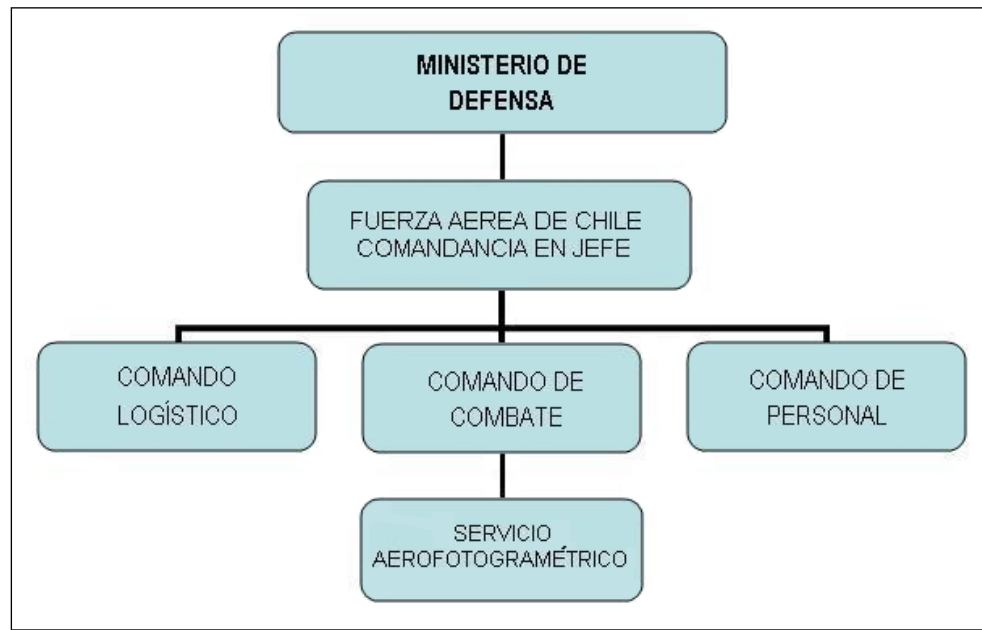 MINISTERIO DE
DEFENSA
FUERZA AEREA DE CHILE
COMANDANCIA EN JEFE
COMANDO
LOGÍSTICO
COMANDO DE
COMBATE
COMANDO DE
PERSONAL
SERVICIO
AEROFOTOGRAMÉTRICO